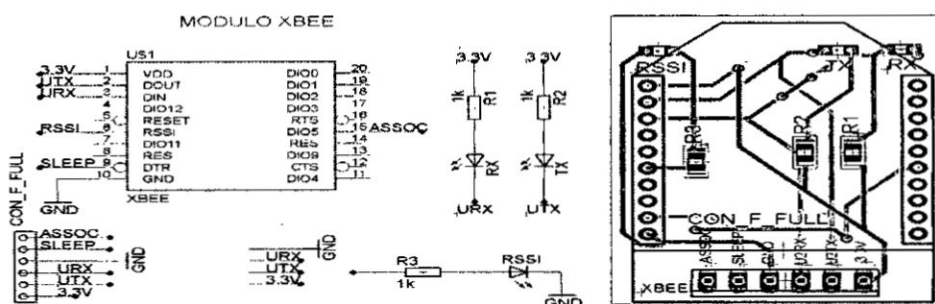 MODULO XBEE
U$1
3.3V 1 VDD DIO0 20
UTX 2 DOUT DIO1 19
URX 3 DIN DIO2 18
4 DIO12 DIO3 17
5 RESET RTS 16
RSSI 6 RSSI DIO5 15 ASSOC
7 DIO11 RES 14
8 RES DIO9 13
SLEEP 9 DTR CTS 12
10 GND DIO4 11
XBEE
GND
3.3V 3.3V
1k R1 1k R2
RX TX
URX UTX
CON_F_FULL
ASSOC
SLEEP
GND
URX
UTX
3.3V
GND
URX
UTX
3.3V
R3 RSSI
1k
GND
RSSI TX RX
R3 R2 R1
CON_F_FULL
ASSOC SLEEP 3.3V
XBEE